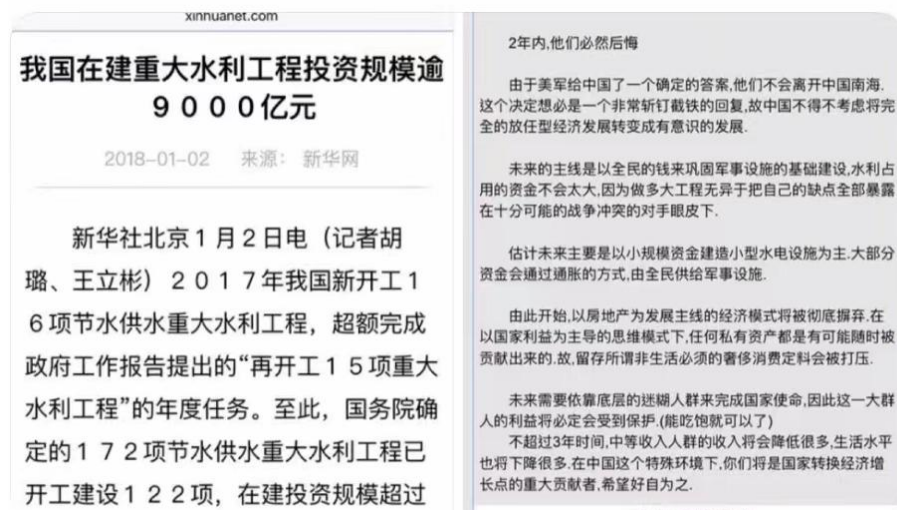 xinhuanet.com
我国在建重大水利工程投资规模逾
９０００亿元
2018-01-02 来源： 新华网
新华社北京１月２日电（记者胡
璐、王立彬）２０１７年我国新开工１
６项节水供水重大水利工程，超额完成
政府工作报告提出的“再开工１５项重大
水利工程”的年度任务。至此，国务院确
定的１７２项节水供水重大水利工程已
开工建设１２２项，在建投资规模超过
2年内,他们必然后悔
由于美军给中国了一个确定的答案,他们不会离开中国南海.
这个决定想必是一个非常斩钉截铁的回复,故中国不得不考虑将完
全的放任型经济发展转变成有意识的发展.
未来的主线是以全民的钱来巩固军事设施的基础建设,水利占
用的资金不会太大,因为做多大工程无异于把自己的缺点全部暴露
在十分可能的战争冲突的对手眼皮下.
估计未来主要是以小规模资金建造小型水电设施为主.大部分
资金会通过通胀的方式,由全民供给军事设施.
由此开始,以房地产为发展主线的经济模式将被彻底摒弃.在
以国家利益为主导的思维模式下,任何私有资产都是有可能随时被
贡献出来的.故,留存所谓非生活必须的奢侈消费定料会被打压.
未来需要依靠底层的迷糊人群来完成国家使命,因此这一大群
人的利益将必定会受到保护.(能吃饱就可以了)
不超过3年时间,中等收入人群的收入将会降低很多,生活水平
也将下降很多.在中国这个特殊环境下,你们将是国家转换经济增
长点的重大贡献者,希望好自为之.